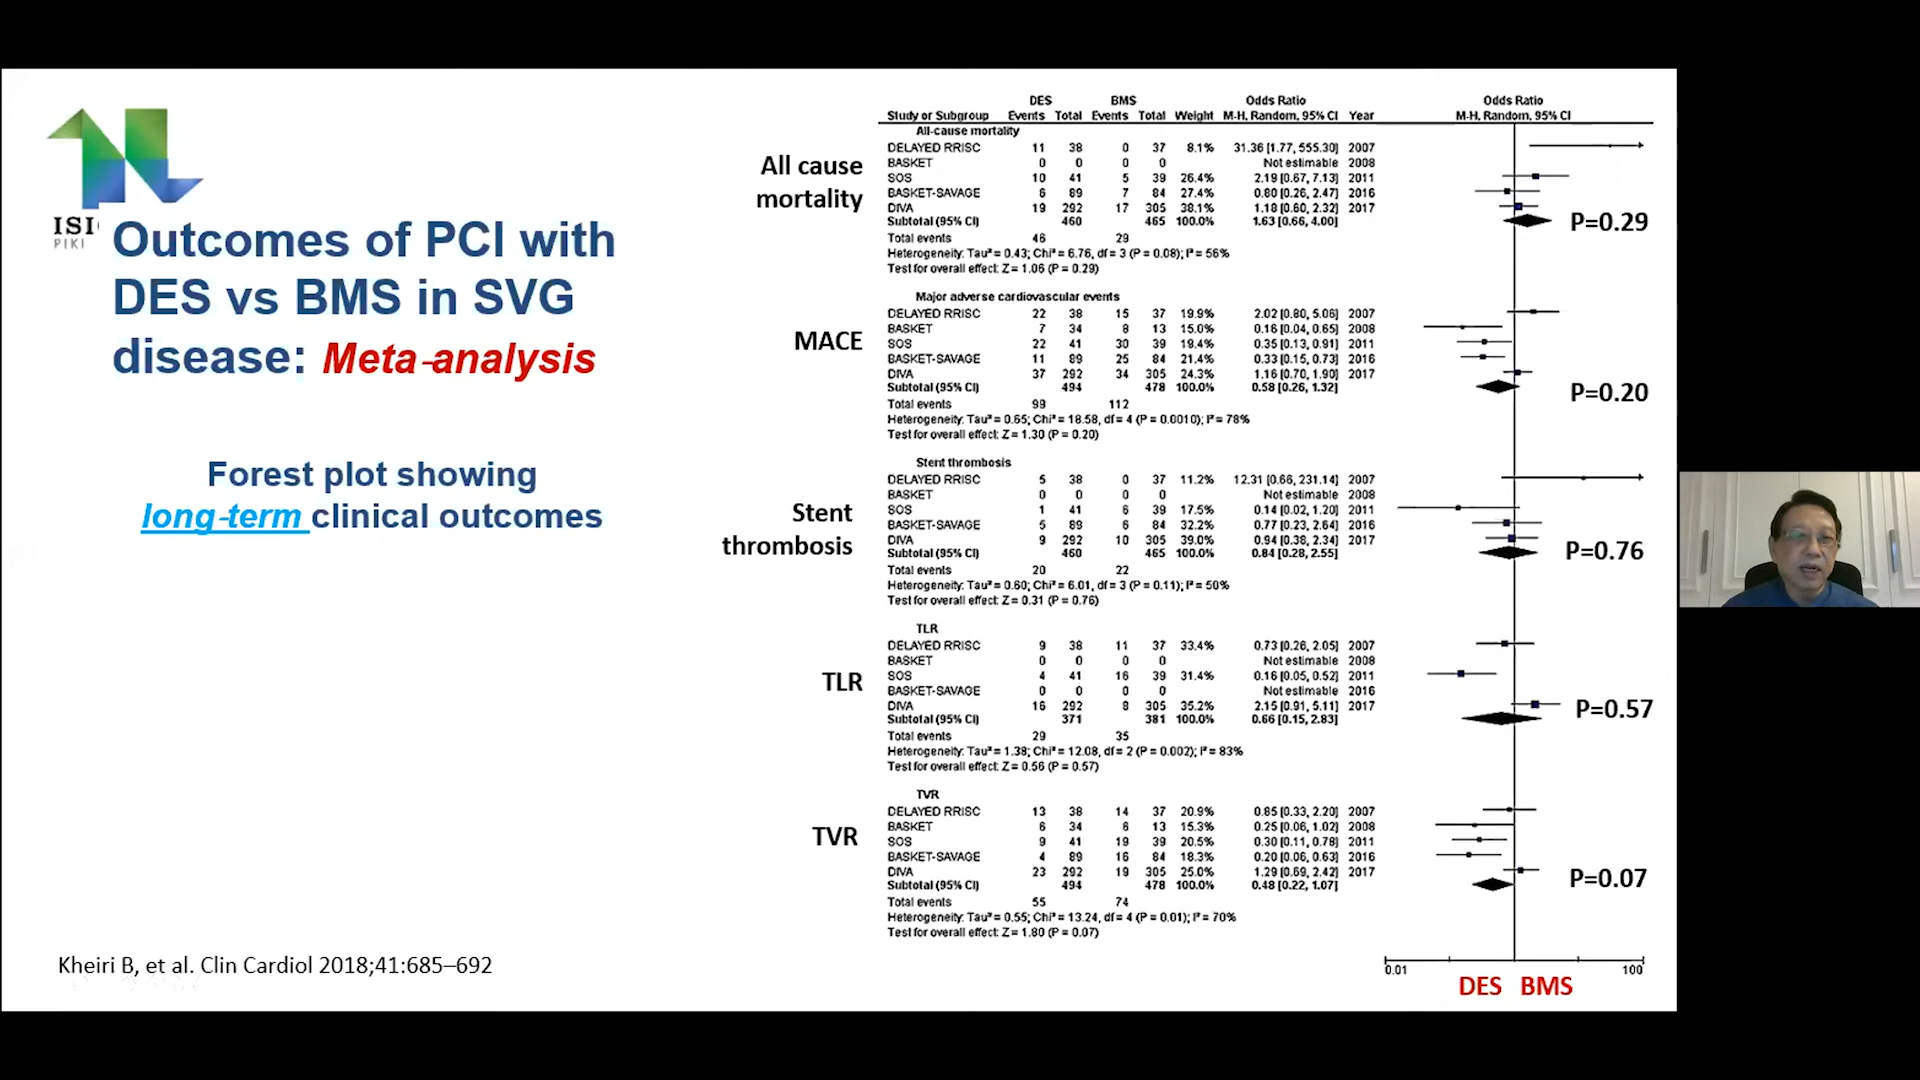 ISI
PIKI
Outcomes of PCI with
DES vs BMS in SVG
disease: Meta-analysis
Forest plot showing
long-term clinical outcomes
Kheiri B, et al. Clin Cardiol 2018;41:685–692
DES BMS Odds Ratio Odds Ratio
Study or Subgroup Events Total Events Total Weight M-H, Random, 95% CI Year M-H, Random, 95% CI
All cause
mortality
All-cause mortality
DELAYED RRISC 11 38 0 37 8.1% 31.36 [1.77, 555.30] 2007
BASKET 0 0 0 0 Not estimable 2008
SOS 10 41 5 39 26.4% 2.19 [0.67, 7.13] 2011
BASKET-SAVAGE 6 89 7 84 27.4% 0.80 [0.26, 2.47] 2016
DIVA 19 292 17 305 38.1% 1.18 [0.60, 2.32] 2017
Subtotal (95% CI) 460 465 100.0% 1.63 [0.66, 4.00]
P=0.29
Total events 46 29
Heterogeneity: Tau² = 0.43; Chi² = 6.76, df = 3 (P = 0.08); I² = 56%
Test for overall effect: Z = 1.06 (P = 0.29)
MACE
Major adverse cardiovascular events
DELAYED RRISC 22 38 15 37 19.9% 2.02 [0.80, 5.06] 2007
BASKET 7 34 8 13 15.0% 0.16 [0.04, 0.65] 2008
SOS 22 41 30 39 19.4% 0.35 [0.13, 0.91] 2011
BASKET-SAVAGE 11 89 25 84 21.4% 0.33 [0.15, 0.73] 2016
DIVA 37 292 34 305 24.3% 1.16 [0.70, 1.90] 2017
Subtotal (95% CI) 494 478 100.0% 0.58 [0.26, 1.32]
P=0.20
Total events 99 112
Heterogeneity: Tau² = 0.65; Chi² = 18.58, df = 4 (P = 0.0010); I² = 78%
Test for overall effect: Z = 1.30 (P = 0.20)
Stent
thrombosis
Stent thrombosis
DELAYED RRISC 5 38 0 37 11.2% 12.31 [0.66, 231.14] 2007
BASKET 0 0 0 0 Not estimable 2008
SOS 1 41 6 39 17.5% 0.14 [0.02, 1.20] 2011
BASKET-SAVAGE 5 89 6 84 32.2% 0.77 [0.23, 2.64] 2016
DIVA 9 292 10 305 39.0% 0.94 [0.38, 2.34] 2017
Subtotal (95% CI) 460 465 100.0% 0.84 [0.28, 2.55]
P=0.76
Total events 20 22
Heterogeneity: Tau² = 0.60; Chi² = 6.01, df = 3 (P = 0.11); I² = 50%
Test for overall effect: Z = 0.31 (P = 0.76)
TLR
TLR
DELAYED RRISC 9 38 11 37 33.4% 0.73 [0.26, 2.05] 2007
BASKET 0 0 0 0 Not estimable 2008
SOS 4 41 16 39 31.4% 0.16 [0.05, 0.52] 2011
BASKET-SAVAGE 0 0 0 0 Not estimable 2016
DIVA 16 292 8 305 35.2% 2.15 [0.91, 5.11] 2017
Subtotal (95% CI) 371 381 100.0% 0.66 [0.15, 2.83]
P=0.57
Total events 29 35
Heterogeneity: Tau² = 1.38; Chi² = 12.08, df = 2 (P = 0.002); I² = 83%
Test for overall effect: Z = 0.56 (P = 0.57)
TVR
TVR
DELAYED RRISC 13 38 14 37 20.9% 0.85 [0.33, 2.20] 2007
BASKET 6 34 6 13 15.3% 0.25 [0.06, 1.02] 2008
SOS 9 41 19 39 20.5% 0.30 [0.11, 0.78] 2011
BASKET-SAVAGE 4 89 16 84 18.3% 0.20 [0.06, 0.63] 2016
DIVA 23 292 19 305 25.0% 1.29 [0.69, 2.42] 2017
Subtotal (95% CI) 494 478 100.0% 0.48 [0.22, 1.07]
P=0.07
Total events 55 74
Heterogeneity: Tau² = 0.55; Chi² = 13.24, df = 4 (P = 0.01); I² = 70%
Test for overall effect: Z = 1.80 (P = 0.07)
0.01 100
DES BMS